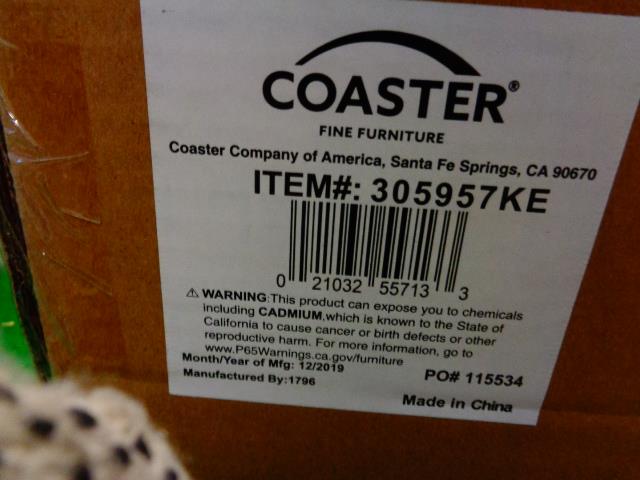 COASTER®
FINE FURNITURE
Coaster Company of America, Santa Fe Springs, CA 90670
ITEM#: 305957KE
0 21032 55713 3
⚠ WARNING:This product can expose you to chemicals
including CADMIUM,which is known to the State of
California to cause cancer or birth defects or other
reproductive harm. For more information, go to
www.P65Warnings.ca.gov/furniture
Month/Year of Mfg: 12/2019
PO# 115534
Manufactured By:1796
Made in China